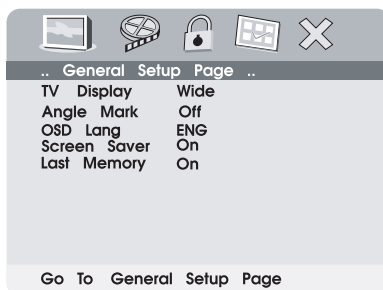 .. General Setup Page ..
TV Display Wide
Angle Mark Off
OSD Lang ENG
Screen Saver On
Last Memory On
Go To General Setup Page